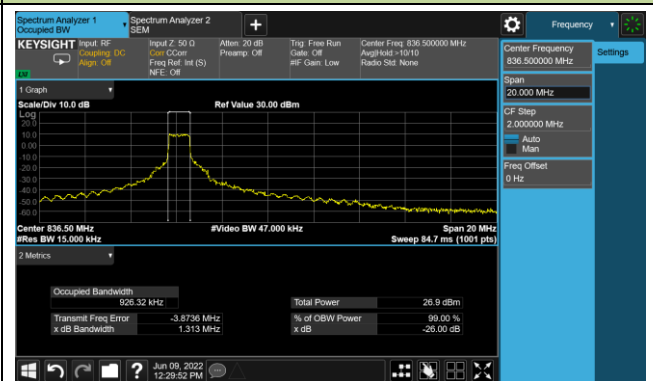 Spectrum Analyzer 1
Occupied BW
Spectrum Analyzer 2
SEM
Frequency
KEYSIGHT
Input: RF
Coupling: DC
Align: Off
Input Z: 50 Ω
Corr CCorr
Freq Ref: Int (S)
NFE: Off
Atten: 20 dB
Preamp: Off
Trig: Free Run
Gate: Off
#IF Gain: Low
Center Freq: 836.500000 MHz
Avg|Hold:>10/10
Radio Std: None
Center Frequency
836.500000 MHz
Settings
Span
20.000 MHz
CF Step
2.000000 MHz
Auto
Man
Freq Offset
0 Hz
1 Graph
Scale/Div 10.0 dB
Ref Value 30.00 dBm
Log
20.0
10.0
0.00
-10.0
-20.0
-30.0
-40.0
-50.0
-60.0
Center 836.50 MHz
#Video BW 47.000 kHz
Span 20 MHz
#Res BW 15.000 kHz
Sweep 84.7 ms (1001 pts)
2 Metrics
Occupied Bandwidth
926.32 kHz
Total Power 26.9 dBm
Transmit Freq Error -3.8736 MHz
% of OBW Power 99.00 %
x dB Bandwidth 1.313 MHz
x dB -26.00 dB
Jun 09, 2022
12:29:52 PM